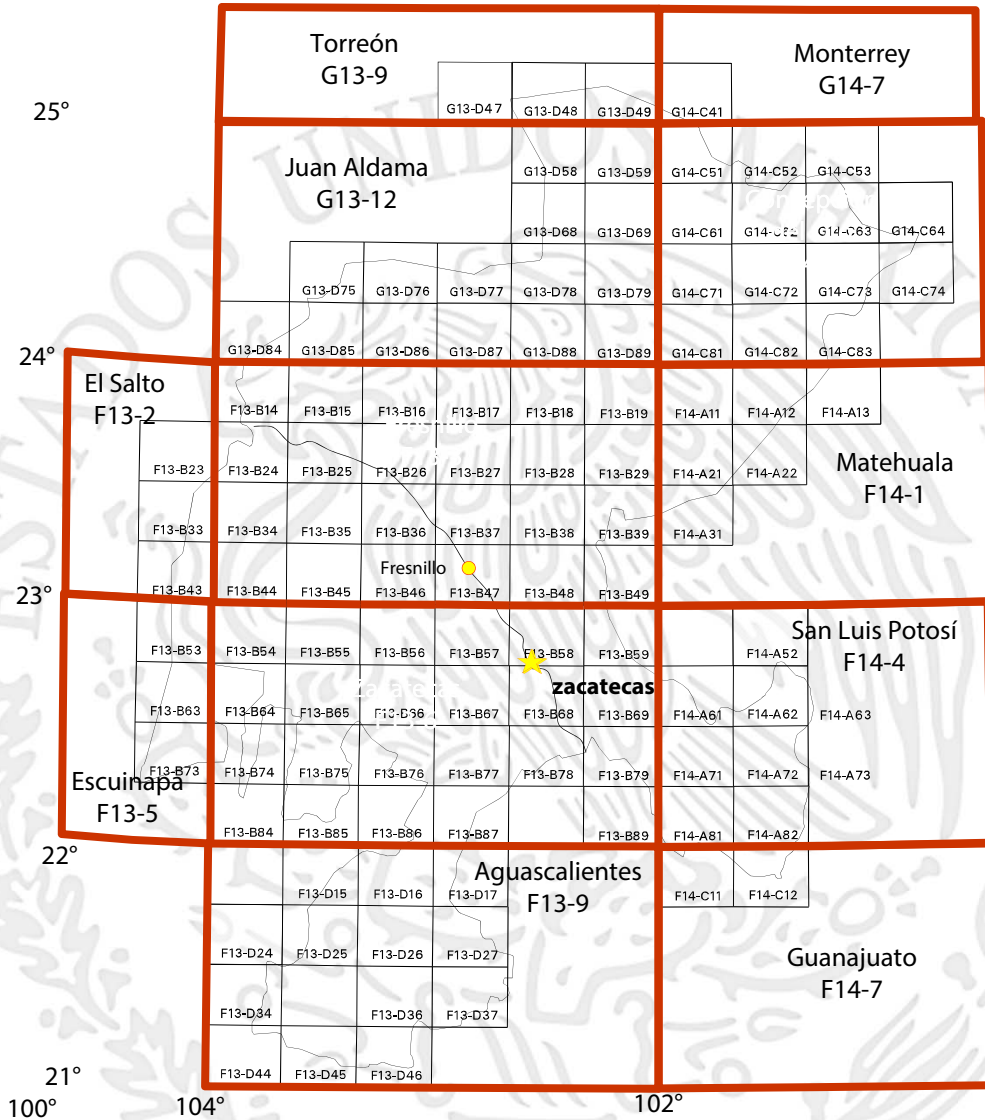 Torreón
G13-9
Monterrey
G14-7
25°
G13-D47 G13-D48 G13-D49 G14-C41
Juan Aldama
G13-12
G13-D58 G13-D59 G14-C51 G14-C52 G14-C53
G13-D68 G13-D69 G14-C61 G14-C62 G14-C63 G14-C64
G13-D75 G13-D76 G13-D77 G13-D78 G13-D79 G14-C71 G14-C72 G14-C73 G14-C74
24°
G13-D84 G13-D85 G13-D86 G13-D87 G13-D88 G13-D89 G14-C81 G14-C82 G14-C83
El Salto
F13-2
F13-B14 F13-B15 F13-B16 F13-B17 F13-B18 F13-B19 F14-A11 F14-A12 F14-A13
Matehuala
F14-1
F13-B23 F13-B24 F13-B25 F13-B26 F13-B27 F13-B28 F13-B29 F14-A21 F14-A22
F13-B33 F13-B34 F13-B35 F13-B36 F13-B37 F13-B38 F13-B39 F14-A31
Fresnillo
23°
F13-B43 F13-B44 F13-B45 F13-B46 F13-B47 F13-B48 F13-B49
San Luis Potosí
F14-4
F13-B53 F13-B54 F13-B55 F13-B56 F13-B57 F13-B58 F13-B59 F14-A52
zacatecas
F13-B63 F13-B64 F13-B65 F13-B66 F13-B67 F13-B68 F13-B69 F14-A61 F14-A62 F14-A63
F13-B73 F13-B74 F13-B75 F13-B76 F13-B77 F13-B78 F13-B79 F14-A71 F14-A72 F14-A73
Escuinapa
F13-5
F13-B84 F13-B85 F13-B86 F13-B87 F13-B89 F14-A81 F14-A82
22°
Aguascalientes
F13-9
F13-D15 F13-D16 F13-D17 F14-C11 F14-C12
F13-D24 F13-D25 F13-D26 F13-D27
Guanajuato
F14-7
F13-D34 F13-D36 F13-D37
21°
F13-D44 F13-D45 F13-D46
100° 104° 102°
ESTADOS UNIDOS MEXIC